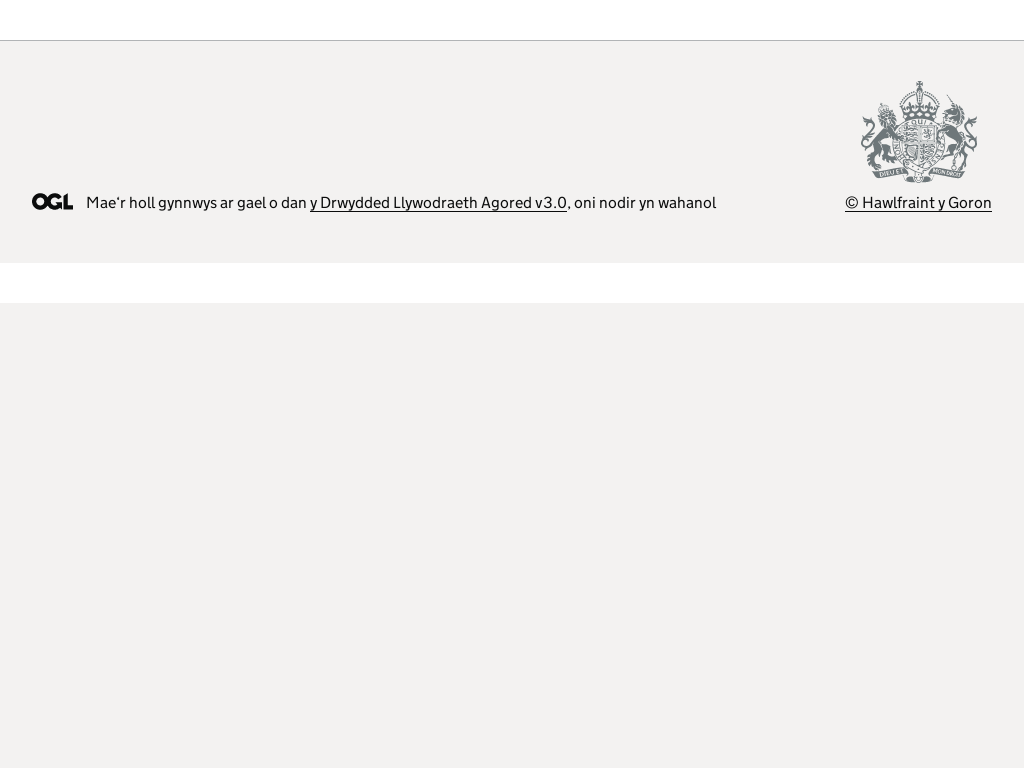 OGL Mae'r holl gynnwys ar gael o dan y Drwydded Llywodraeth Agored v3.0, oni nodir yn wahanol
DIEU ET MON DROIT
© Hawlfraint y Goron